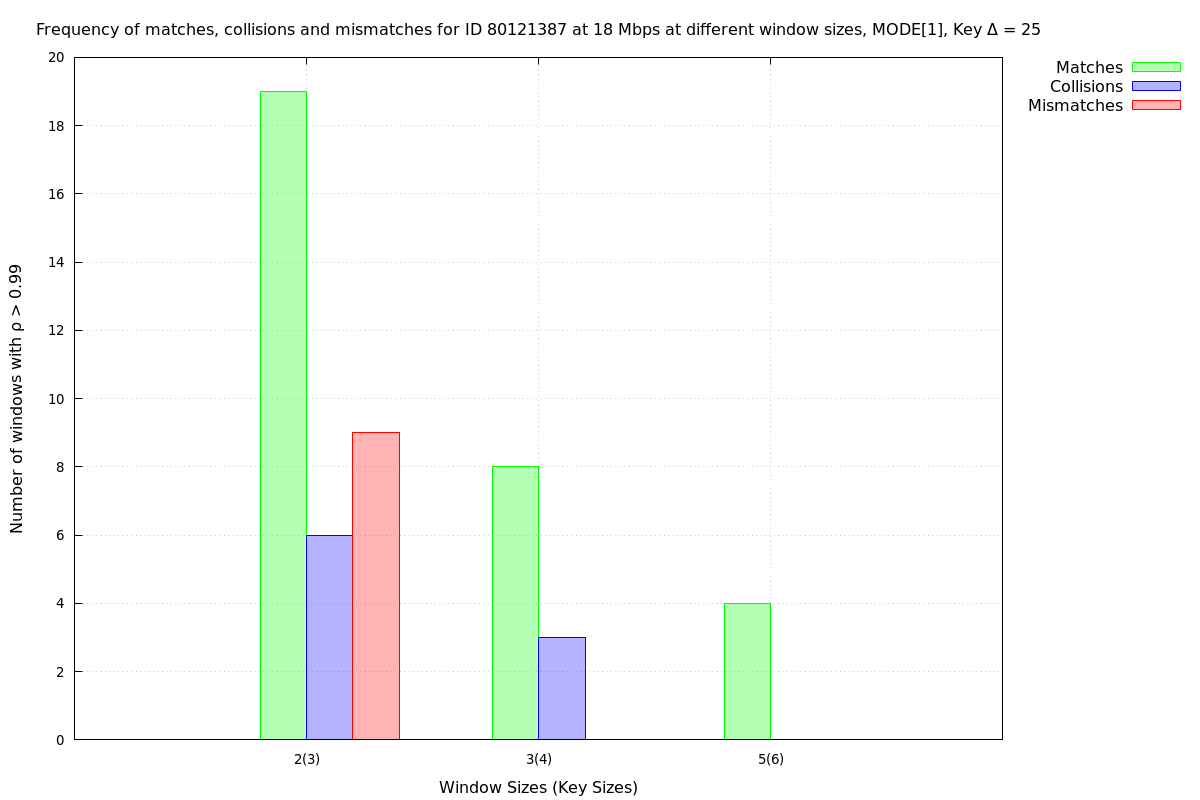 Frequency of matches, collisions and mismatches for ID 80121387 at 18 Mbps at different window sizes, MODE[1], Key Δ = 25
Matches
Collisions
Mismatches
Number of windows with ρ > 0.99
20
18
16
14
12
10
8
6
4
2
0
2(3) 3(4) 5(6)
Window Sizes (Key Sizes)